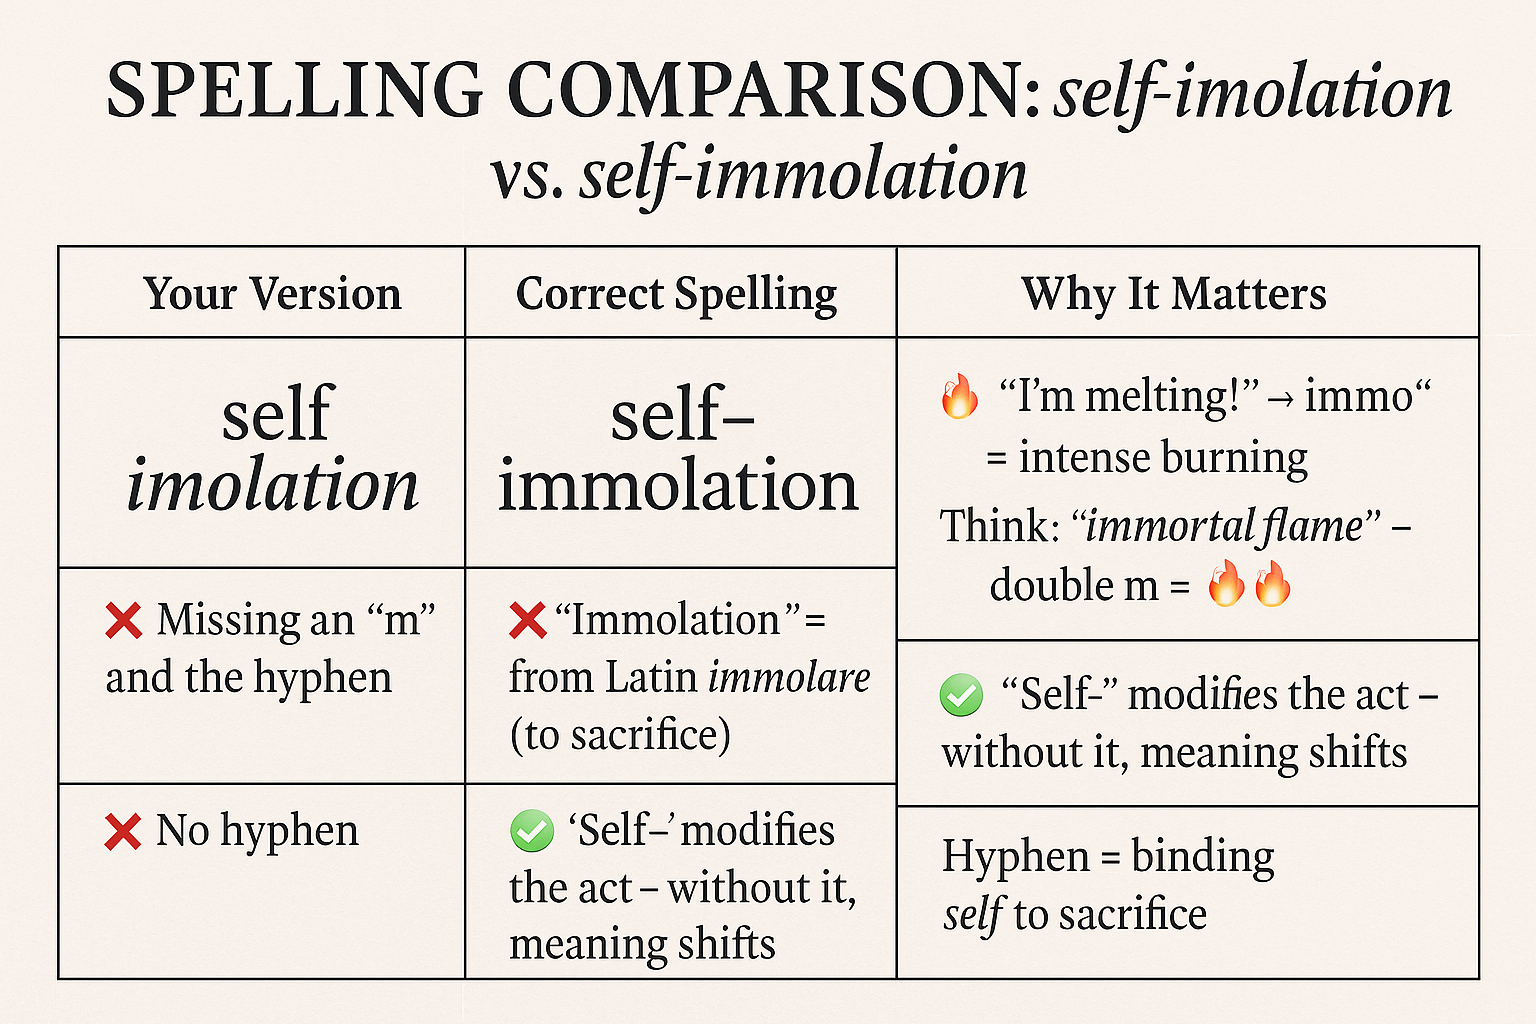 SPELLING COMPARISON: self-imolation
vs. self-immolation
Your Version
Correct Spelling
Why It Matters
self
imolation
self–
immolation
🔥 “I’m melting!” → immo“
= intense burning
Think: “immortal flame” –
double m = 🔥🔥
❌ Missing an “m”
and the hyphen
❌ “Immolation” =
from Latin immolare
(to sacrifice)
✅ “Self-” modifies the act –
without it, meaning shifts
❌ No hyphen
✅ ‘Self–’ modifies
the act – without it,
meaning shifts
Hyphen = binding
self to sacrifice